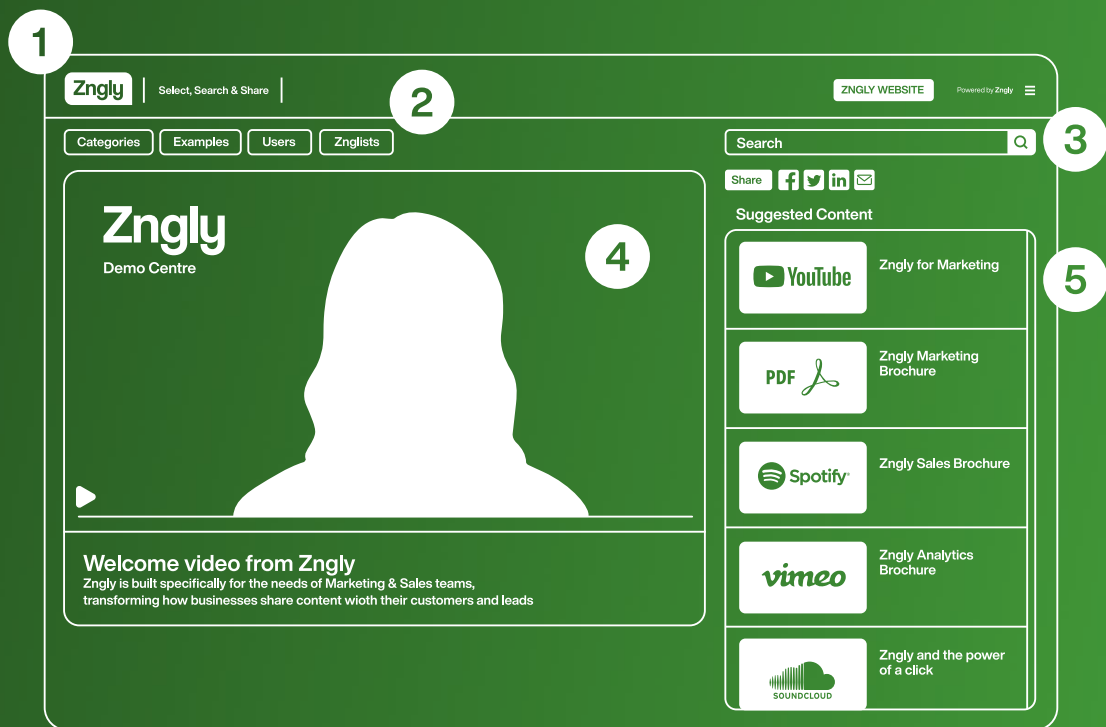 1
Zngly
Select, Search & Share
2
ZNGLY WEBSITE
Powered by Zngly
Categories
Examples
Users
Znglists
Search
3
Share
f
in
Suggested Content
Zngly
Demo Centre
4
Welcome video from Zngly
Zngly is built specifically for the needs of Marketing & Sales teams,
transforming how businesses share content wioth their customers and leads
5
YouTube
Zngly for Marketing
PDF
Zngly Marketing
Brochure
Spotify
Zngly Sales Brochure
vimeo
Zngly Analytics
Brochure
SOUNDCLOUD
Zngly and the power
of a click